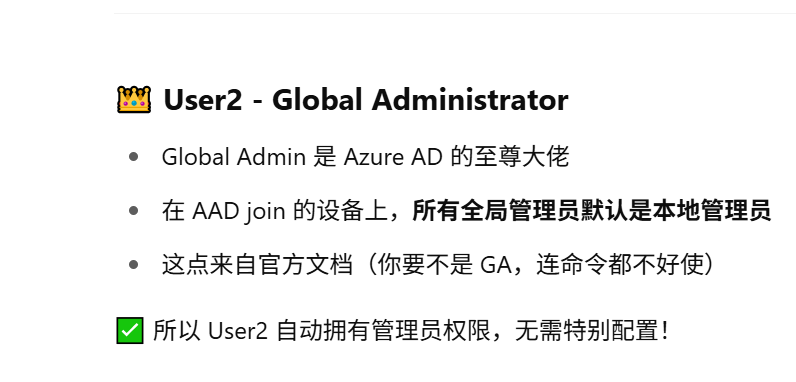 👑 User2 - Global Administrator
• Global Admin 是 Azure AD 的至尊大佬
• 在 AAD join 的设备上，所有全局管理员默认是本地管理员
• 这点来自官方文档（你要不是 GA，连命令都不好使）
✅ 所以 User2 自动拥有管理员权限，无需特别配置！